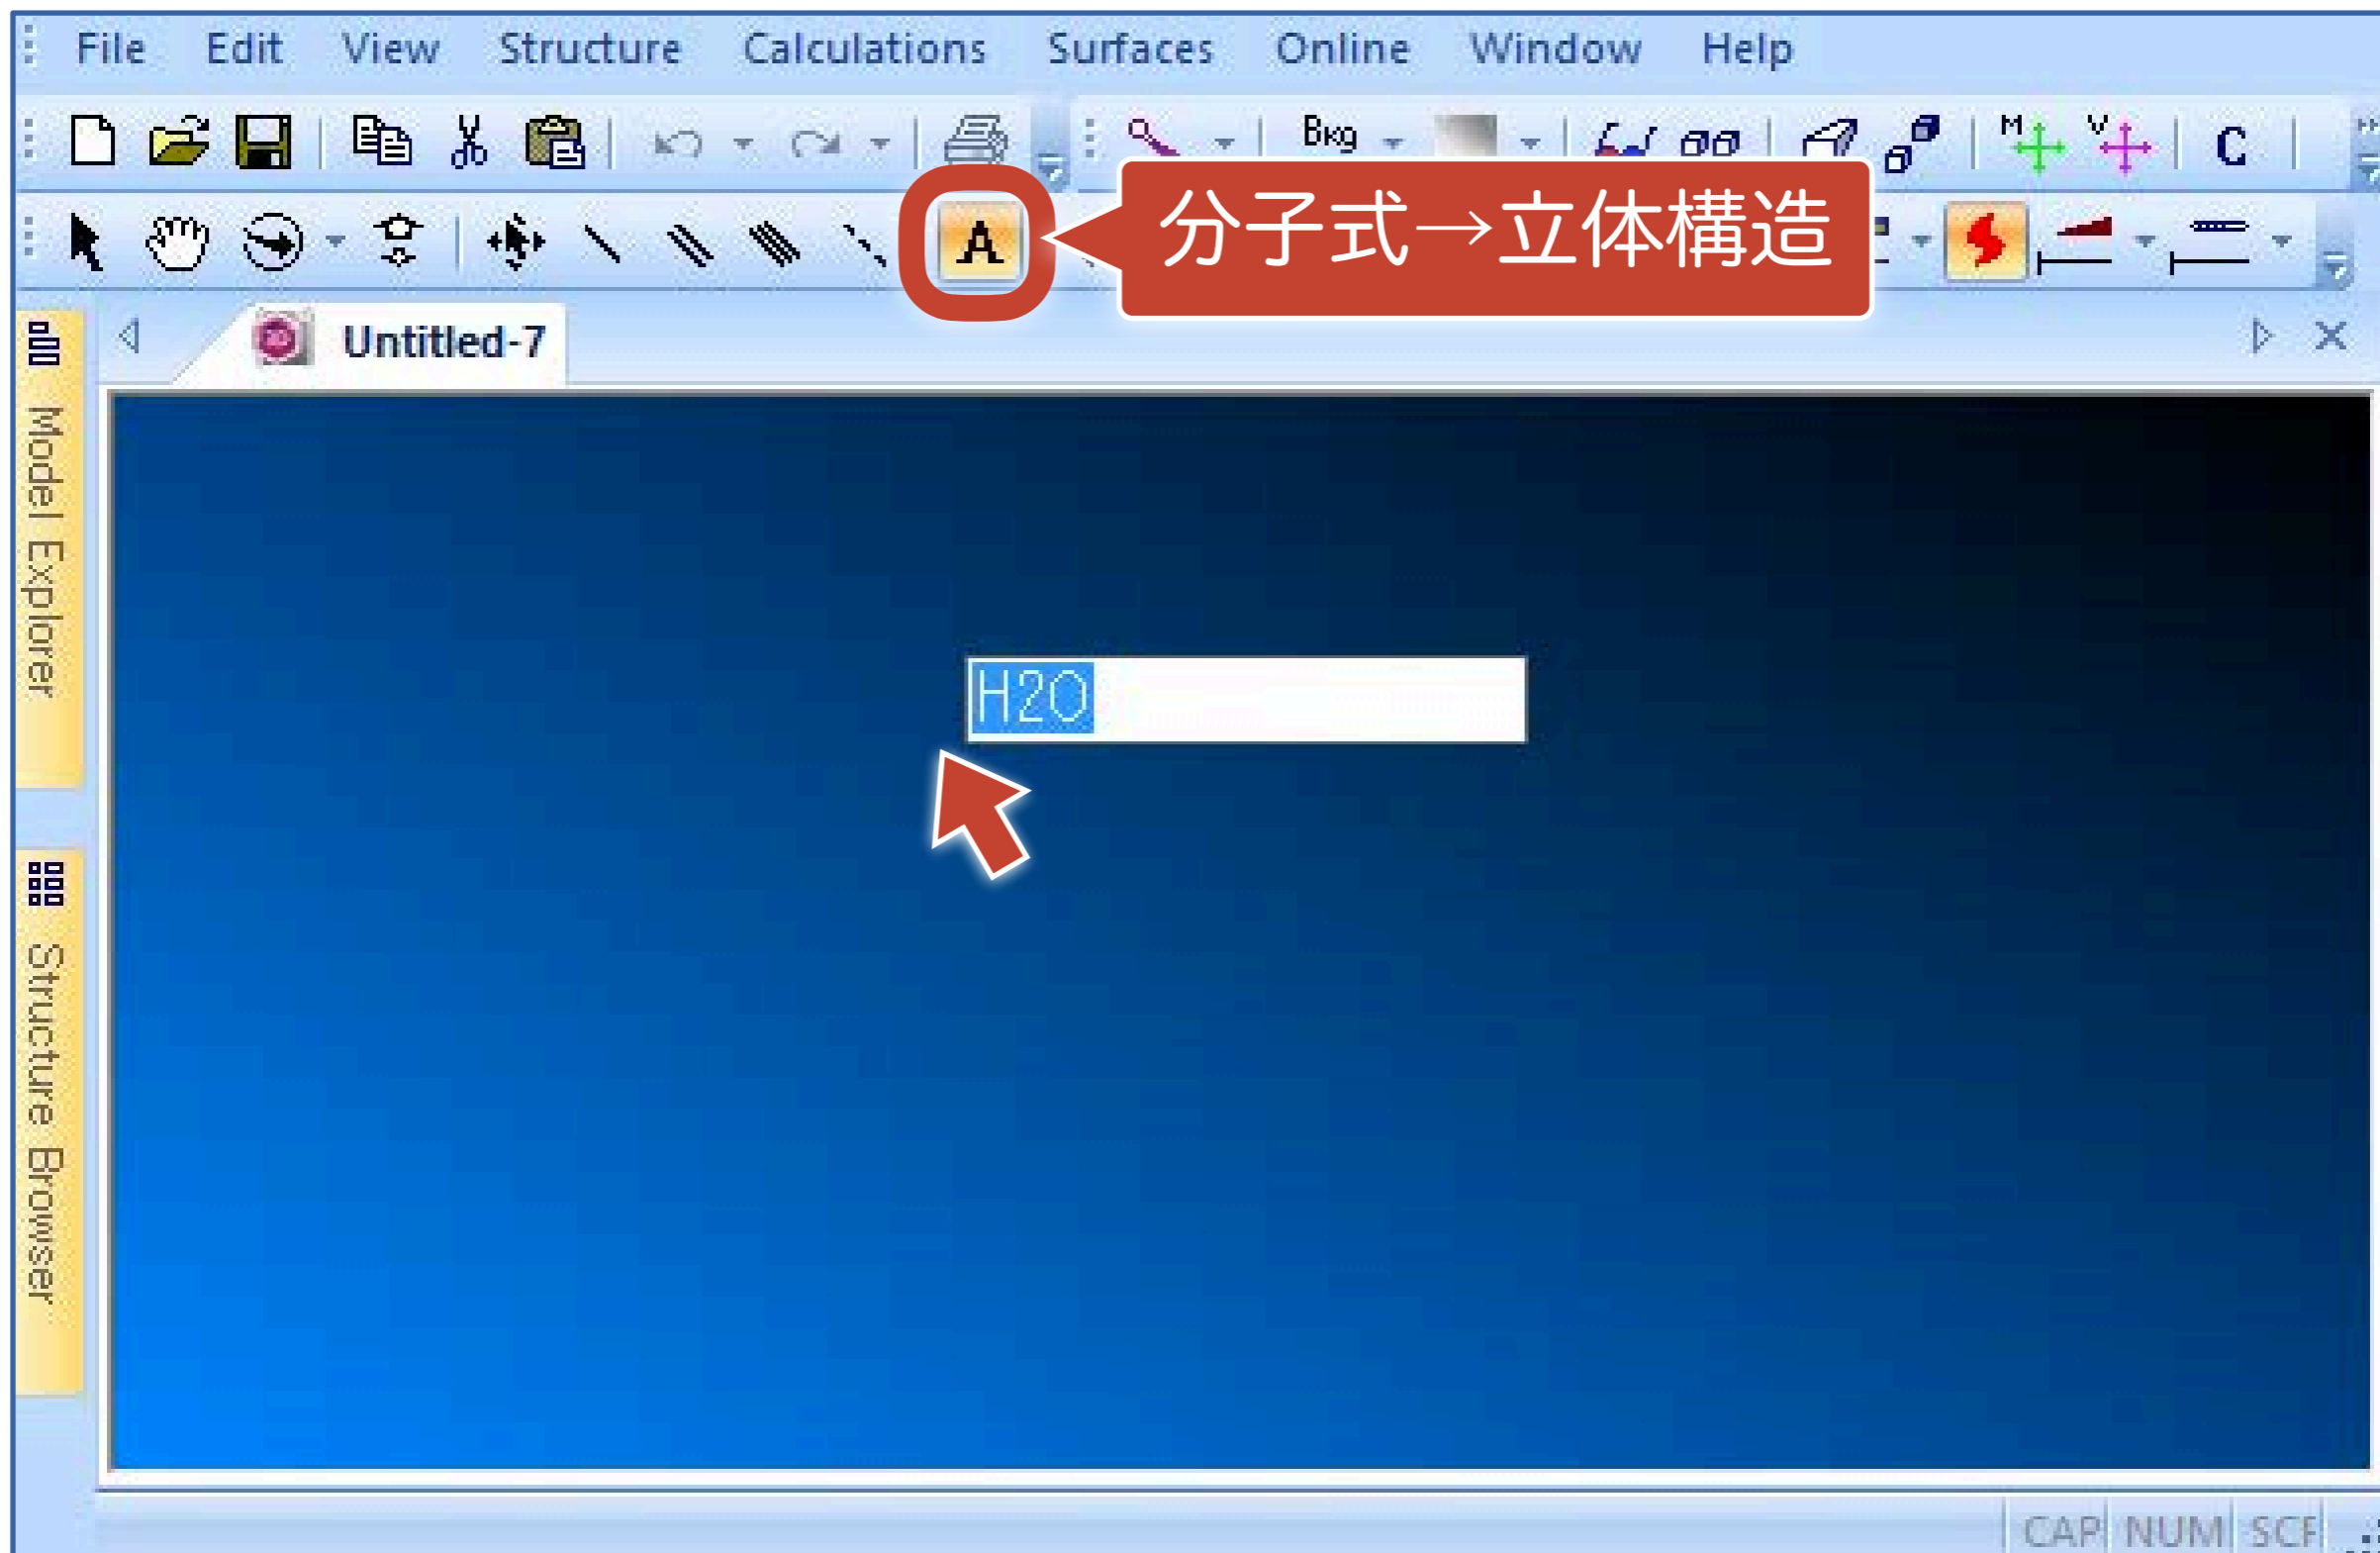 File Edit View Structure Calculations Surfaces Online Window Help
Bkg M V C
A 分子式→立体構造
Untitled-7
Model Explorer
H2O
Structure Browser
CAP NUM SCF